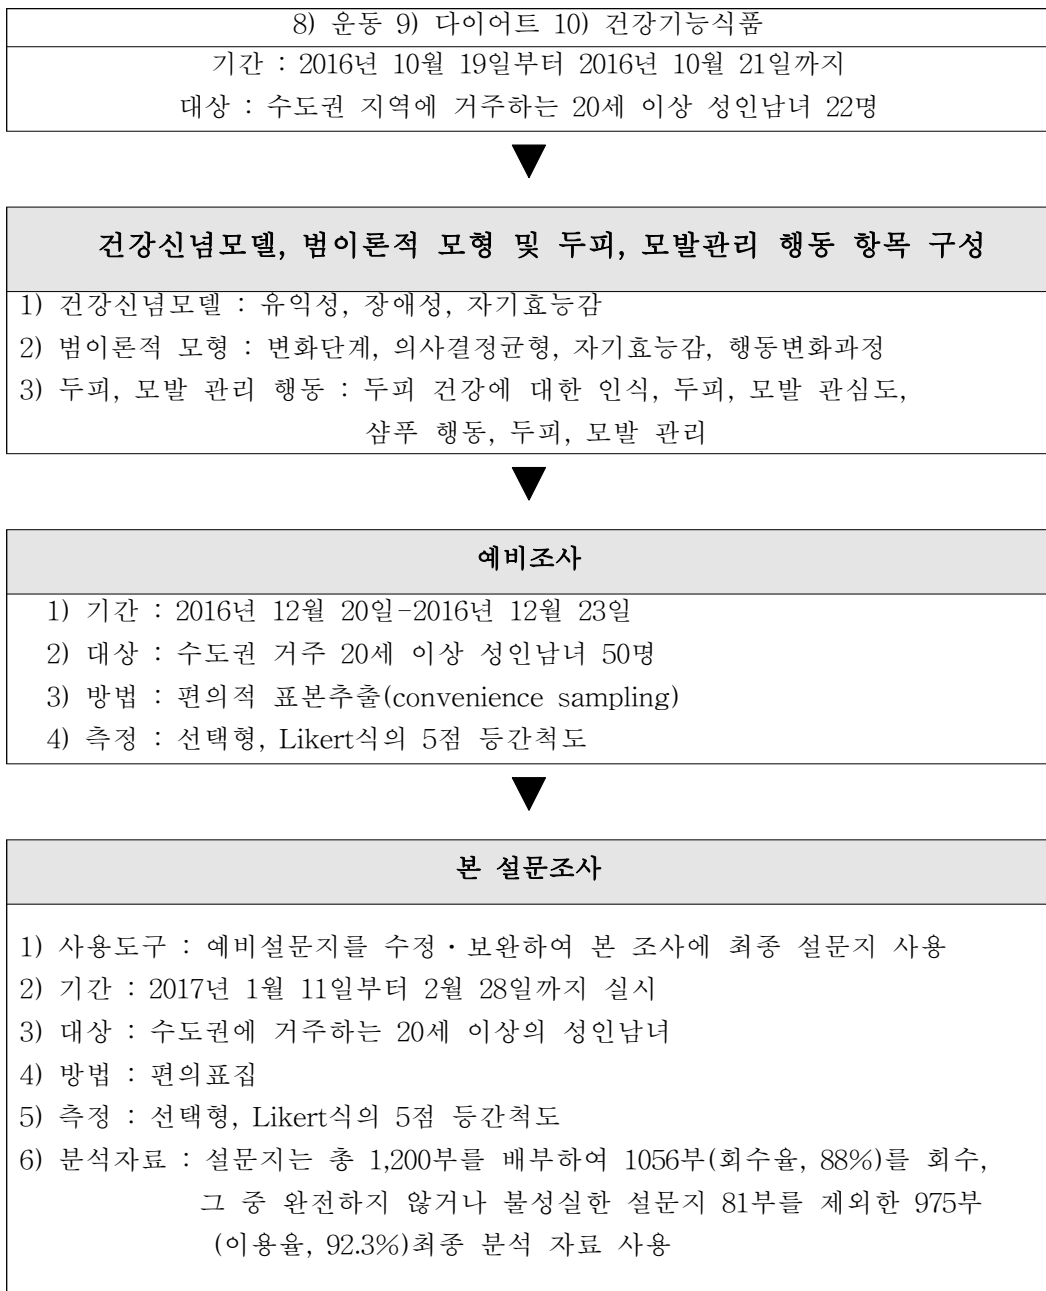 8) 운동 9) 다이어트 10) 건강기능식품
기간 : 2016년 10월 19일부터 2016년 10월 21일까지
대상 : 수도권 지역에 거주하는 20세 이상 성인남녀 22명
건강신념모델, 범이론적 모형 및 두피, 모발관리 행동 항목 구성
1) 건강신념모델 : 유익성, 장애성, 자기효능감
2) 범이론적 모형 : 변화단계, 의사결정균형, 자기효능감, 행동변화과정
3) 두피, 모발 관리 행동 : 두피 건강에 대한 인식, 두피, 모발 관심도,
샴푸 행동, 두피, 모발 관리
예비조사
1) 기간 : 2016년 12월 20일-2016년 12월 23일
2) 대상 : 수도권 거주 20세 이상 성인남녀 50명
3) 방법 : 편의적 표본추출(convenience sampling)
4) 측정 : 선택형, Likert식의 5점 등간척도
본 설문조사
1) 사용도구 : 예비설문지를 수정・보완하여 본 조사에 최종 설문지 사용
2) 기간 : 2017년 1월 11일부터 2월 28일까지 실시
3) 대상 : 수도권에 거주하는 20세 이상의 성인남녀
4) 방법 : 편의표집
5) 측정 : 선택형, Likert식의 5점 등간척도
6) 분석자료 : 설문지는 총 1,200부를 배부하여 1056부(회수율, 88%)를 회수,
그 중 완전하지 않거나 불성실한 설문지 81부를 제외한 975부
(이용율, 92.3%)최종 분석 자료 사용